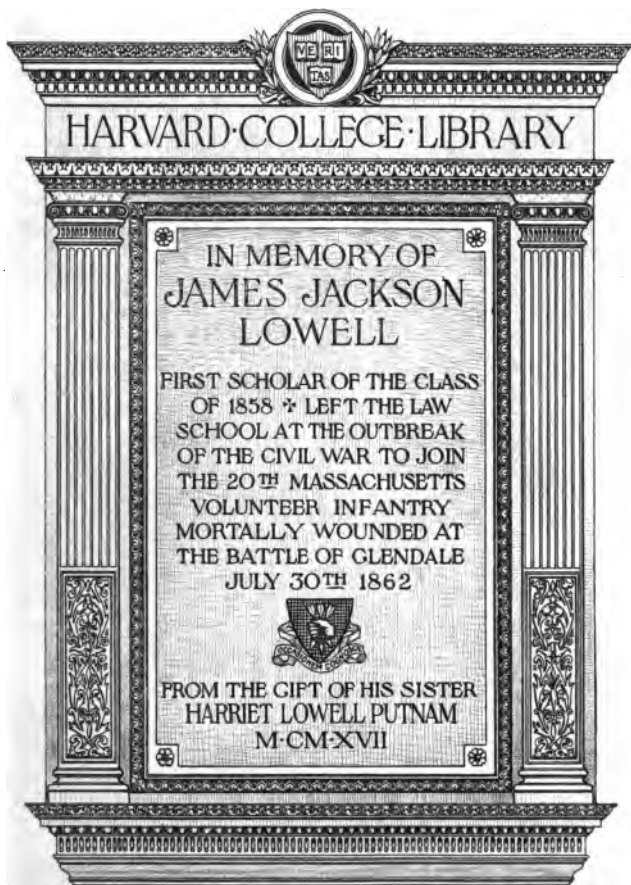 VE RI
TAS
HARVARD·COLLEGE·LIBRARY
IN MEMORY OF
JAMES JACKSON
LOWELL
FIRST SCHOLAR OF THE CLASS
OF 1858 ✢ LEFT THE LAW
SCHOOL AT THE OUTBREAK
OF THE CIVIL WAR TO JOIN
THE 20TH MASSACHUSETTS
VOLUNTEER INFANTRY
MORTALLY WOUNDED AT
THE BATTLE OF GLENDALE
JULY 30TH 1862
FROM THE GIFT OF HIS SISTER
HARRIET LOWELL PUTNAM
M·CM·XVII